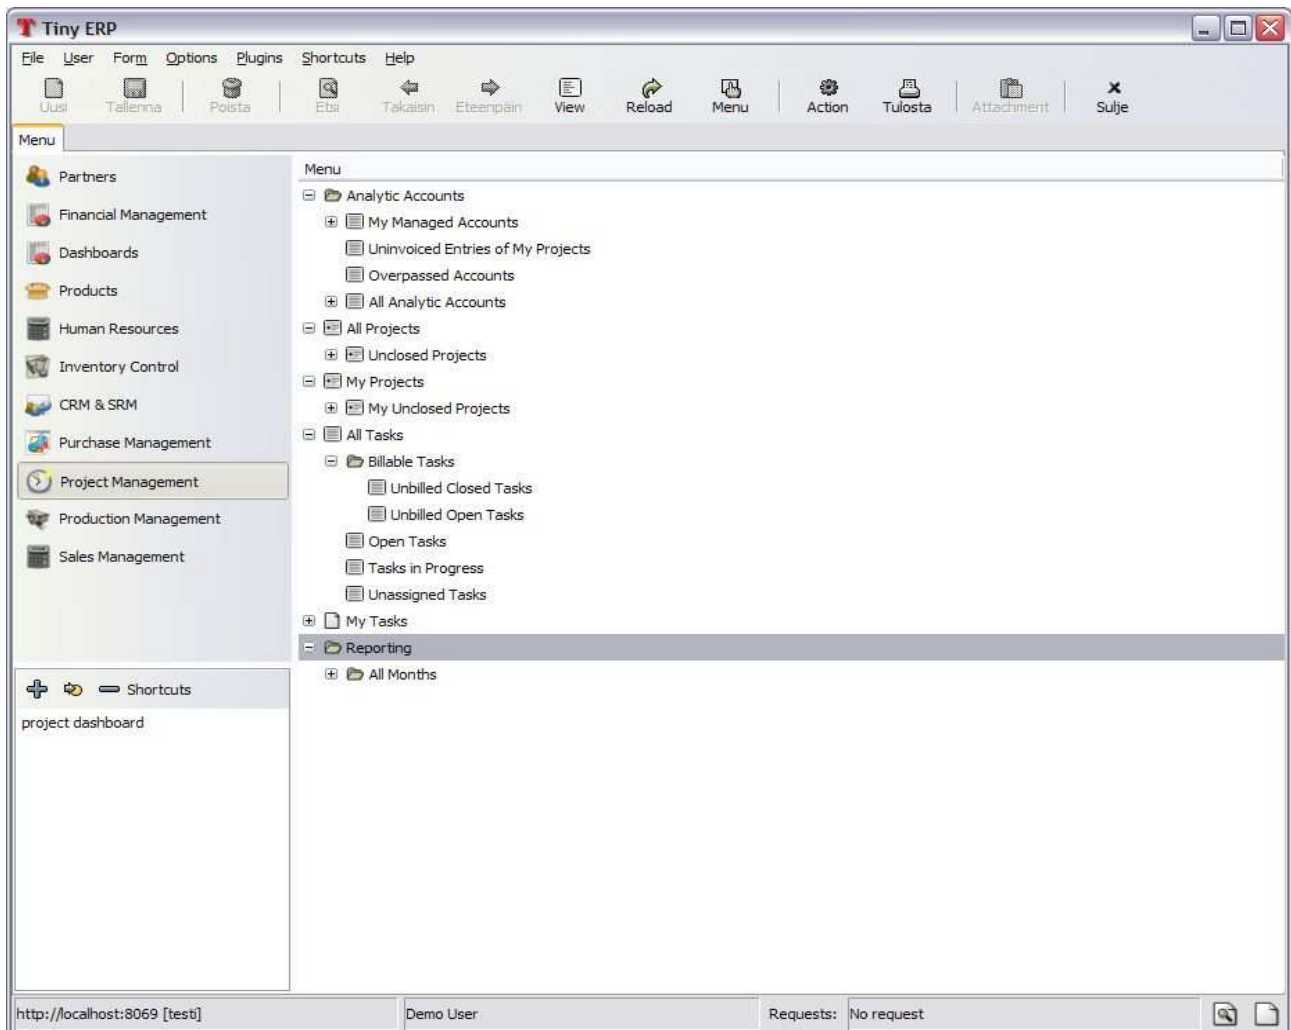 Tiny ERP
File User Form Options Plugins Shortcuts Help
Uusi Tallenna Poista Etsi Takaisin Eteenpäin View Reload Menu Action Tulosta Attachment Sulje
Menu
Partners
Financial Management
Dashboards
Products
Human Resources
Inventory Control
CRM & SRM
Purchase Management
Project Management
Production Management
Sales Management
Shortcuts
project dashboard
Menu
Analytic Accounts
My Managed Accounts
Uninvoiced Entries of My Projects
Overpassed Accounts
All Analytic Accounts
All Projects
Unclosed Projects
My Projects
My Unclosed Projects
All Tasks
Billable Tasks
Unbilled Closed Tasks
Unbilled Open Tasks
Open Tasks
Tasks in Progress
Unassigned Tasks
My Tasks
Reporting
All Months
http://localhost:8069 [testi] Demo User Requests: No request